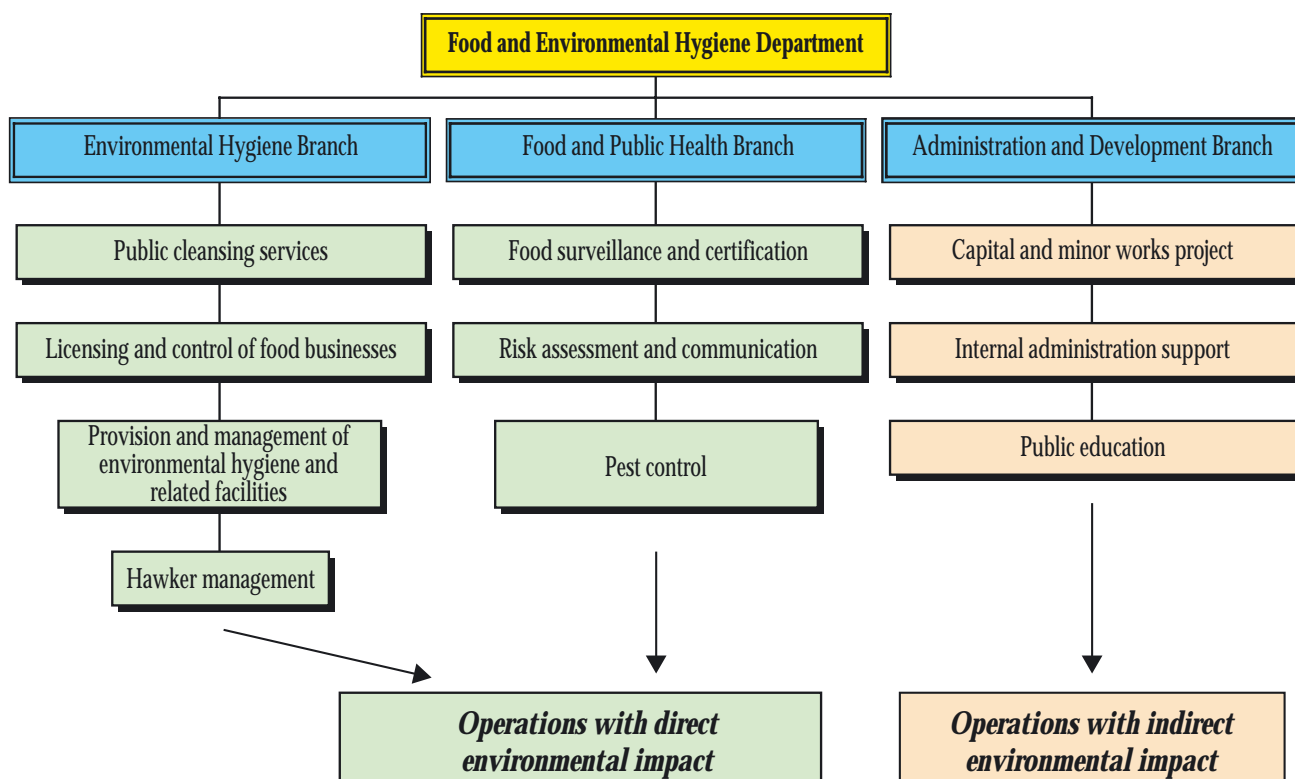 Food and Environmental Hygiene Department
Environmental Hygiene Branch
Food and Public Health Branch
Administration and Development Branch
Public cleansing services
Food surveillance and certification
Capital and minor works project
Licensing and control of food businesses
Risk assessment and communication
Internal administration support
Provision and management of
environmental hygiene and
related facilities
Pest control
Public education
Hawker management
Operations with direct
environmental impact
Operations with indirect
environmental impact